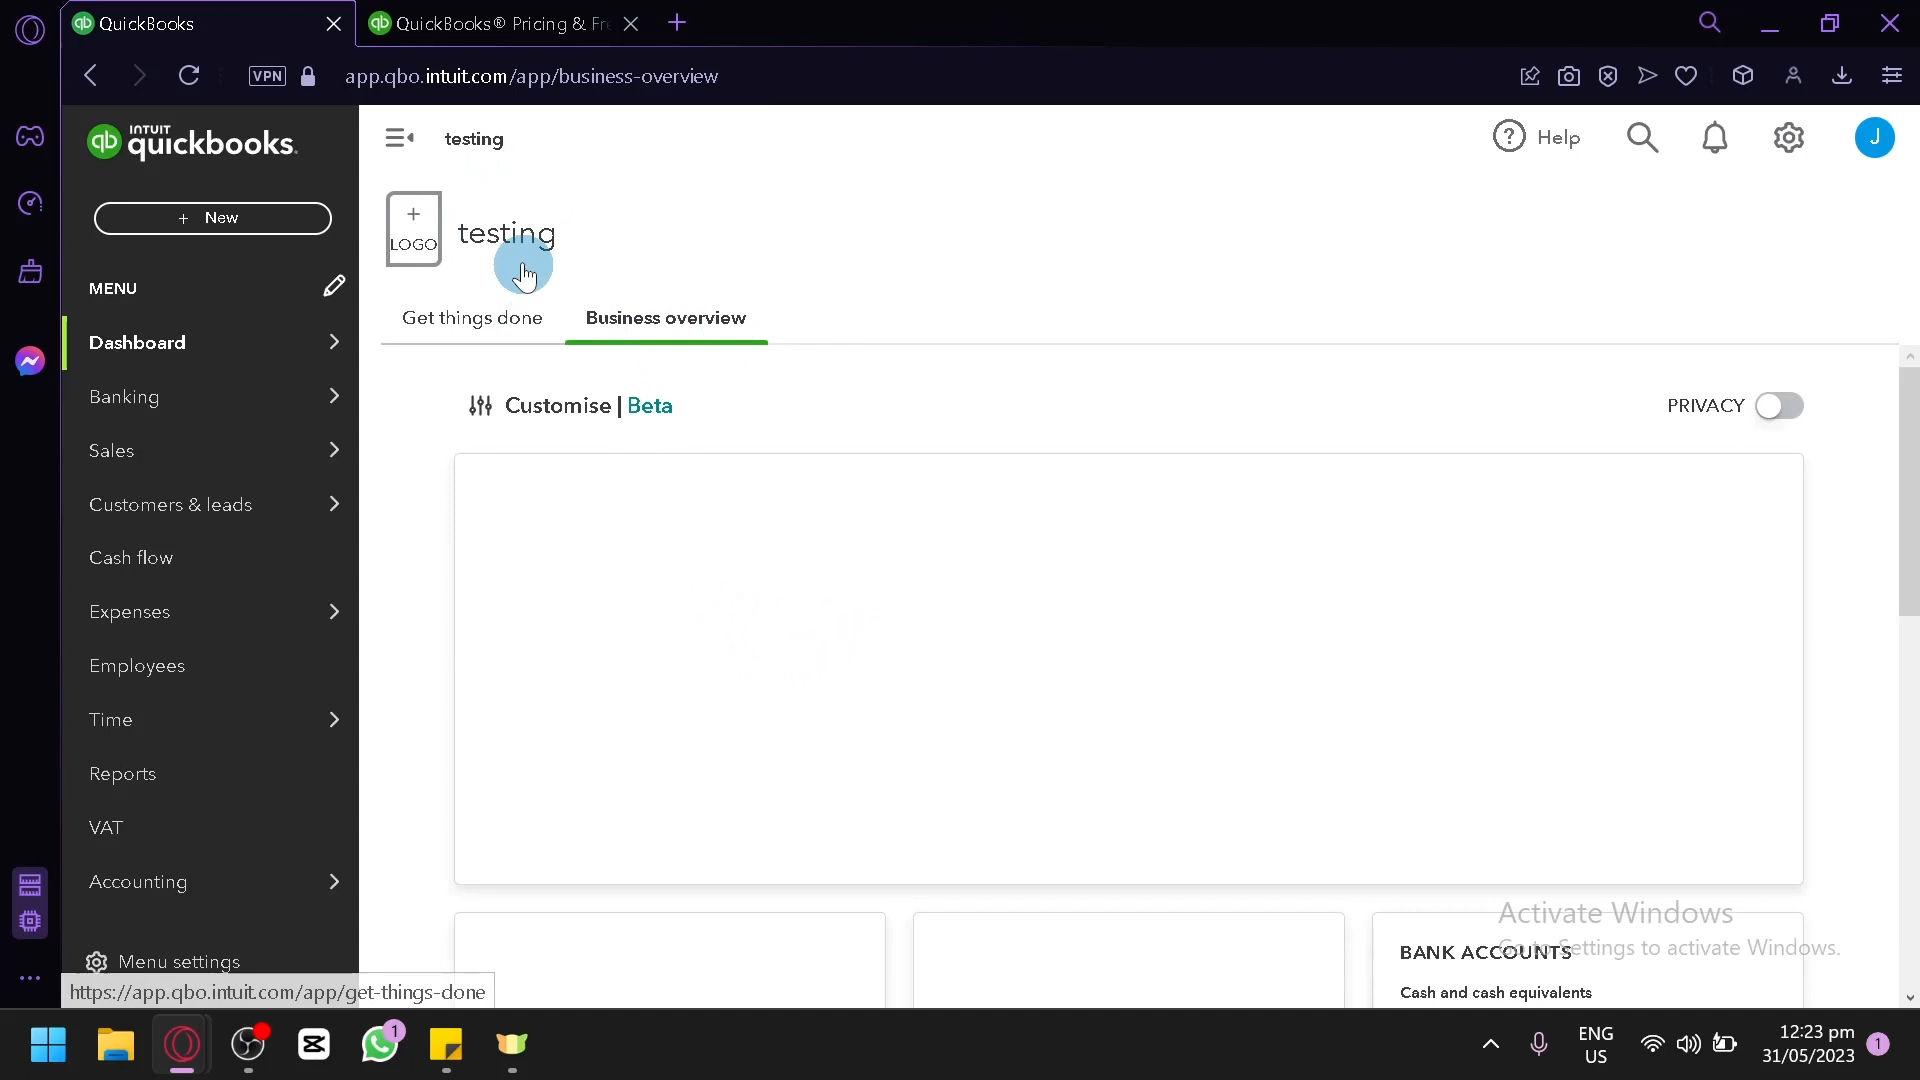 QuickBooks
QuickBooks® Pricing & Fre
VPN
app.qbo.intuit.com/app/business-overview
INTUIT
quickbooks.
testing
Help
J
+ New
+
LOGO
testing
MENU
Get things done
Business overview
Dashboard
Banking
Sales
Customers & leads
Cash flow
Expenses
Employees
Time
Reports
VAT
Accounting
Menu settings
Customise | Beta
PRIVACY
BANK ACCOUNTS
Cash and cash equivalents
Activate Windows
Go to Settings to activate Windows.
https://app.qbo.intuit.com/app/get-things-done
1
ENG
US
12:23 pm
31/05/2023
1